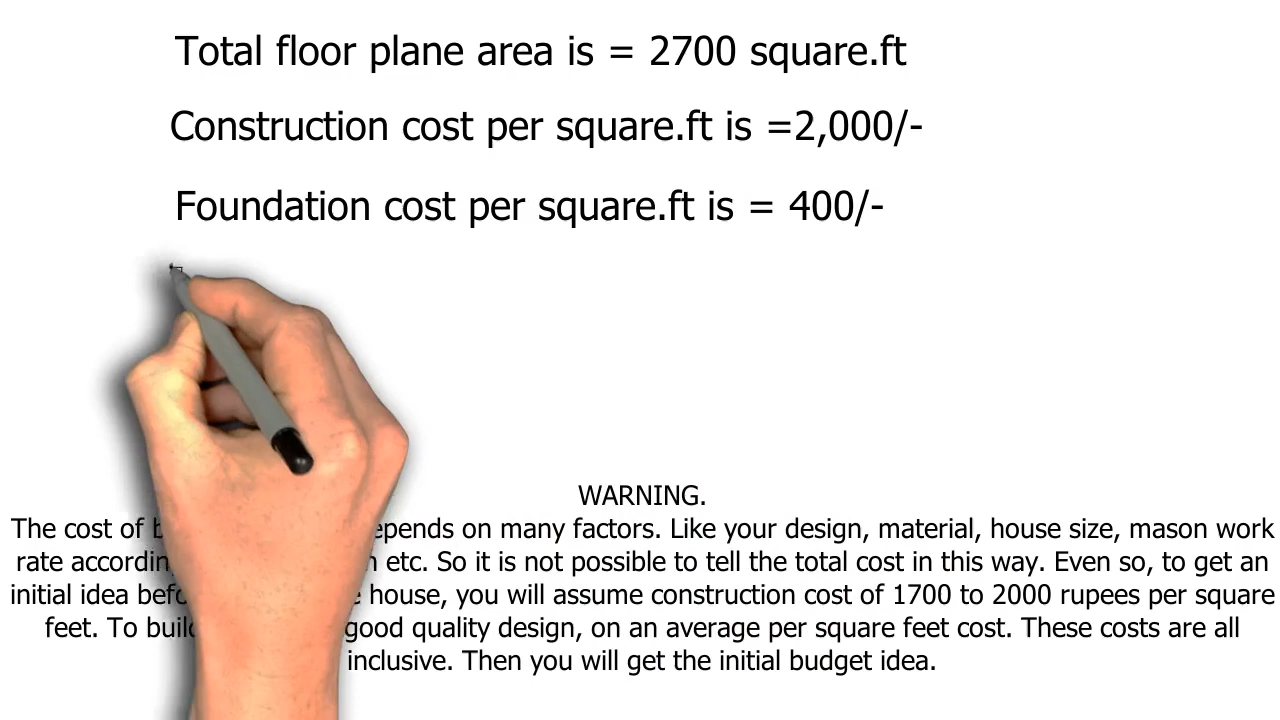 Total floor plane area is = 2700 square.ft
Construction cost per square.ft is =2,000/-
Foundation cost per square.ft is = 400/-
WARNING.
The cost of depends on many factors. Like your design, material, house size, mason work
rate etc. So it is not possible to tell the total cost in this way. Even so, to get an
initial idea house, you will assume construction cost of 1700 to 2000 rupees per square
feet. To good quality design, on an average per square feet cost. These costs are all
inclusive. Then you will get the initial budget idea.